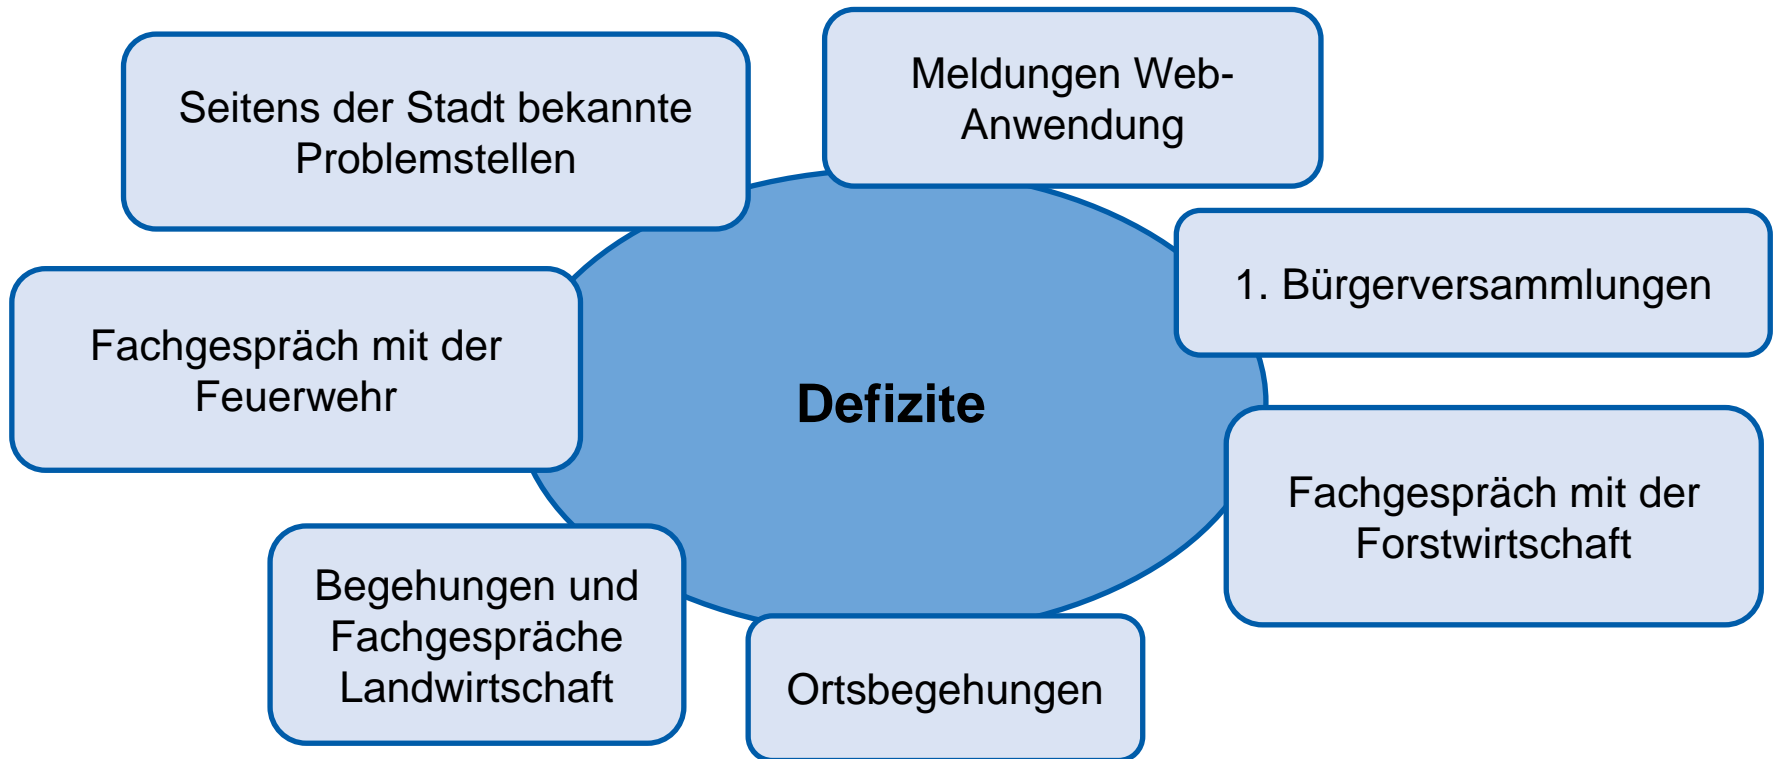 Seitens der Stadt bekannte
Problemstellen
Meldungen Web-
Anwendung
1. Bürgerversammlungen
Fachgespräch mit der
Feuerwehr
Defizite
Fachgespräch mit der
Forstwirtschaft
Begehungen und
Fachgespräche
Landwirtschaft
Ortsbegehungen